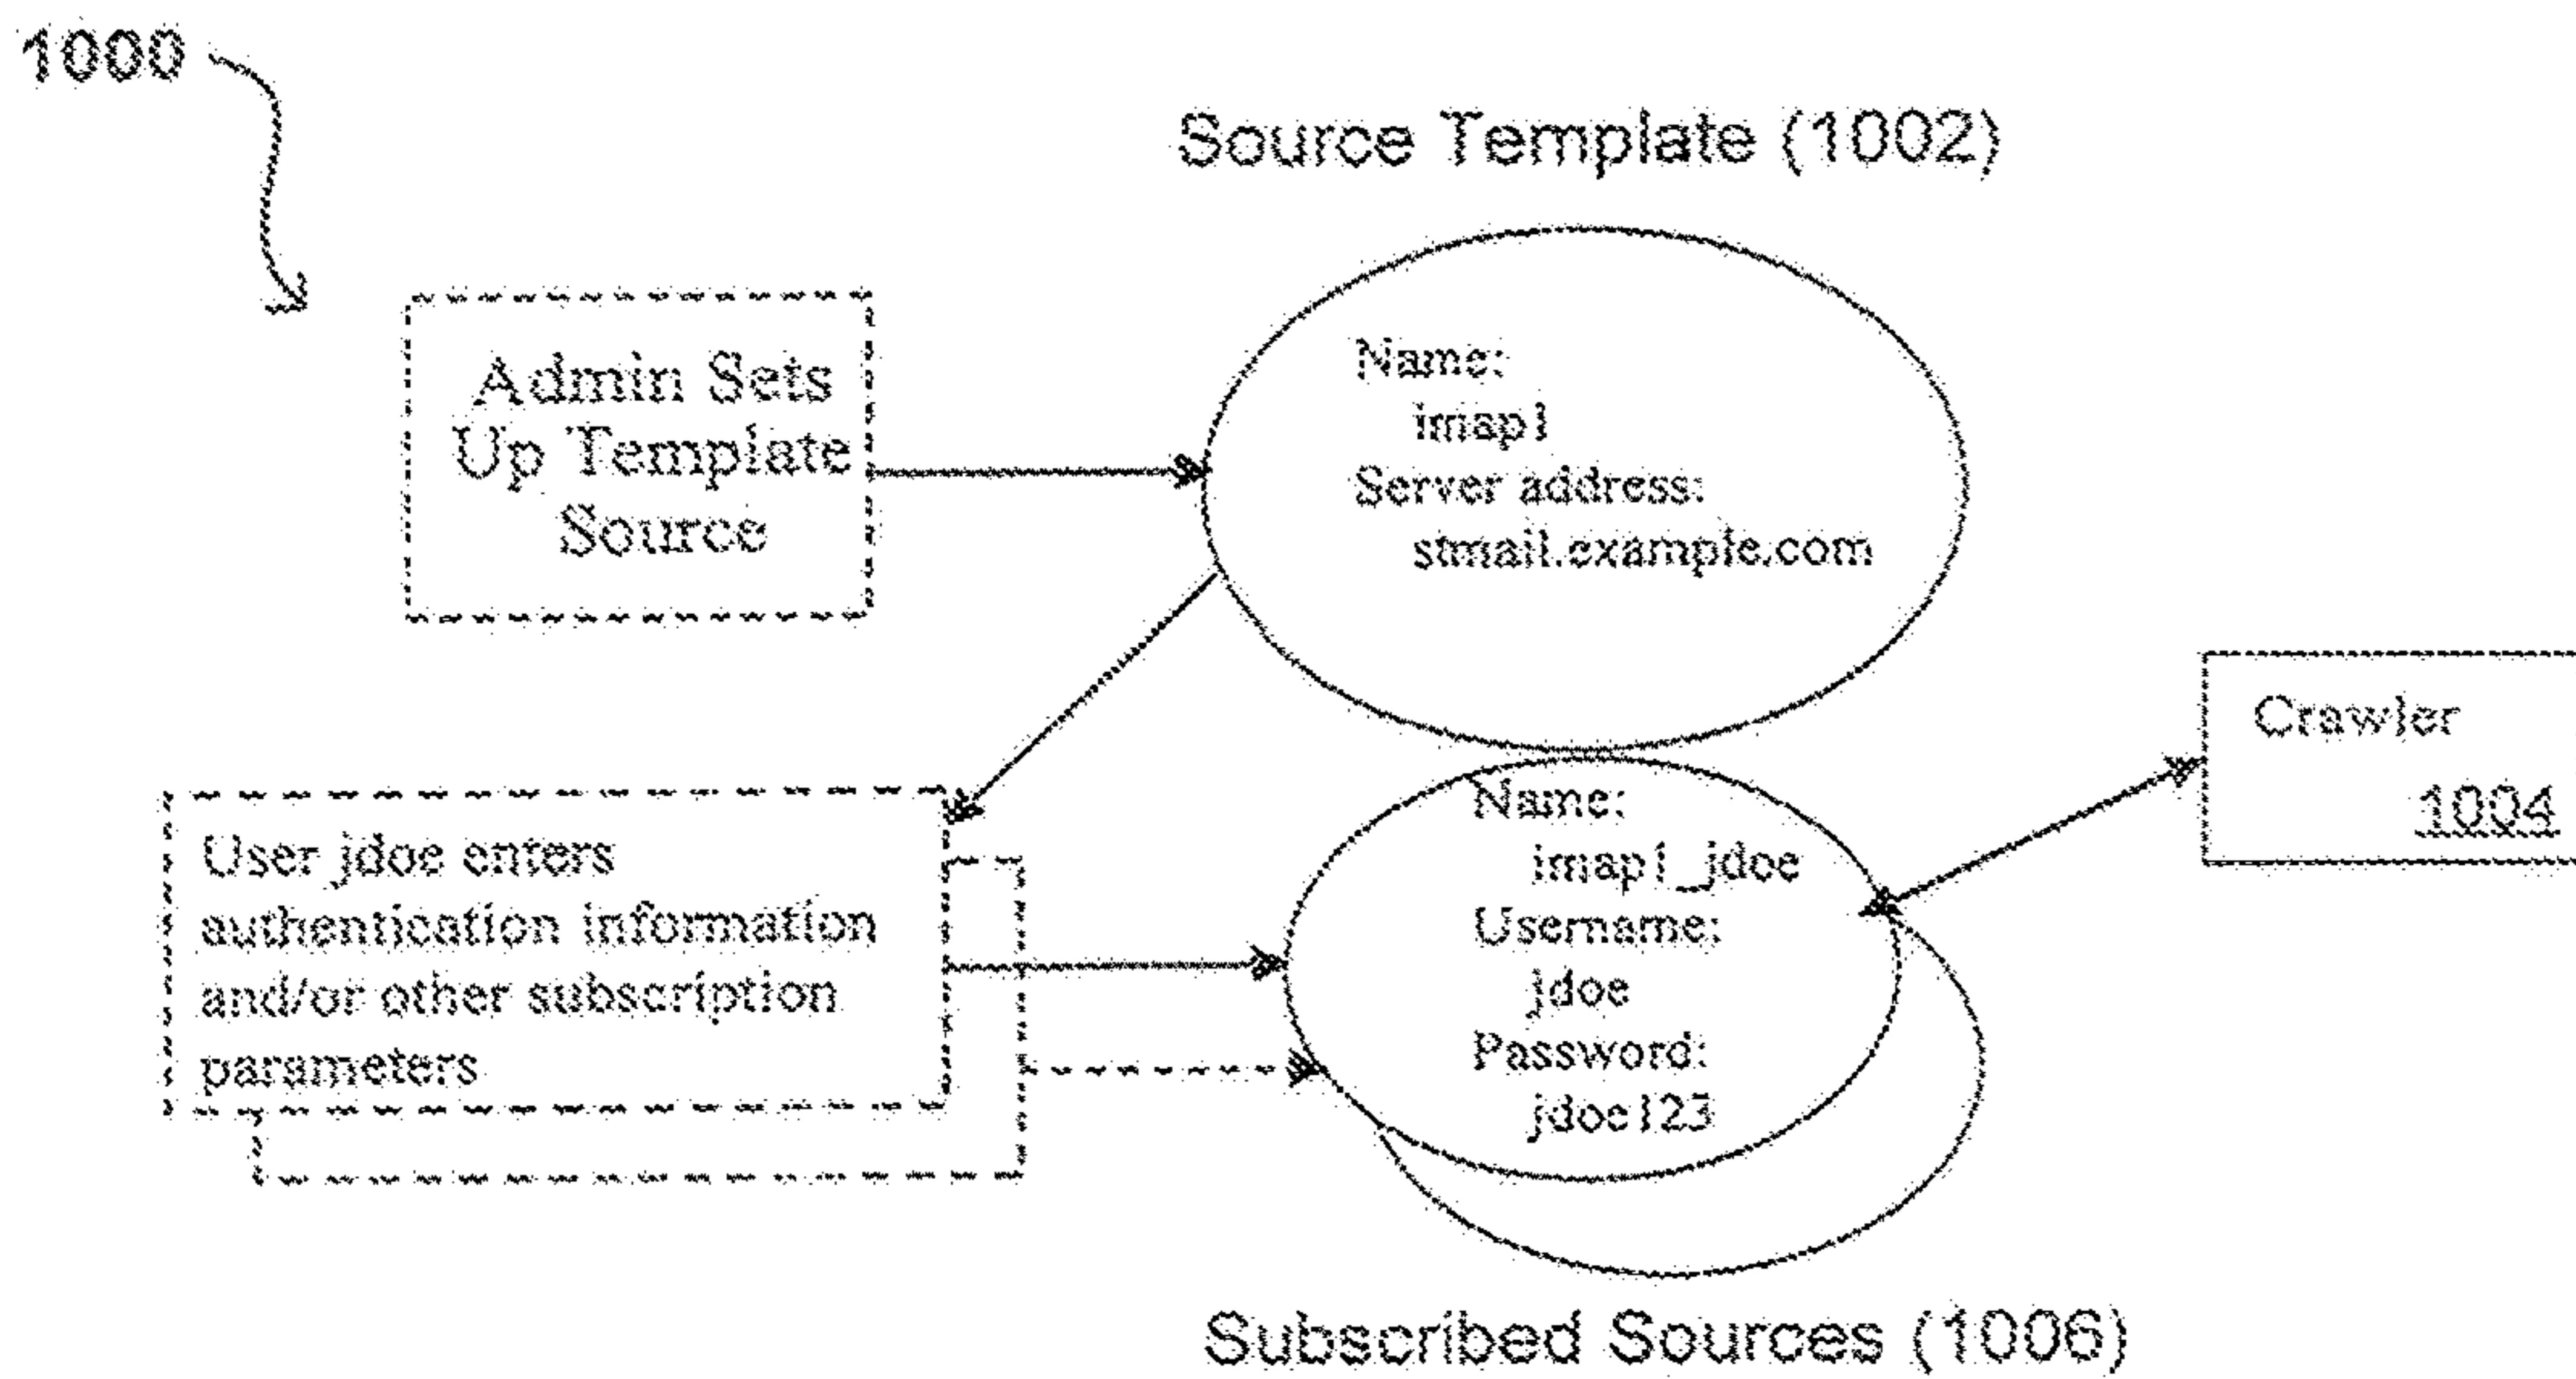 1000
Source Template (1002)
Admin Sets
Up Template
Source
Name:
imap1
Server address:
stmail.example.com
Crawler
1004
User jdoe enters
authentication information
and/or other subscription
parameters
Name:
imap1_jdoe
Username:
jdoe
Password:
jdoe123
Subscribed Sources (1006)